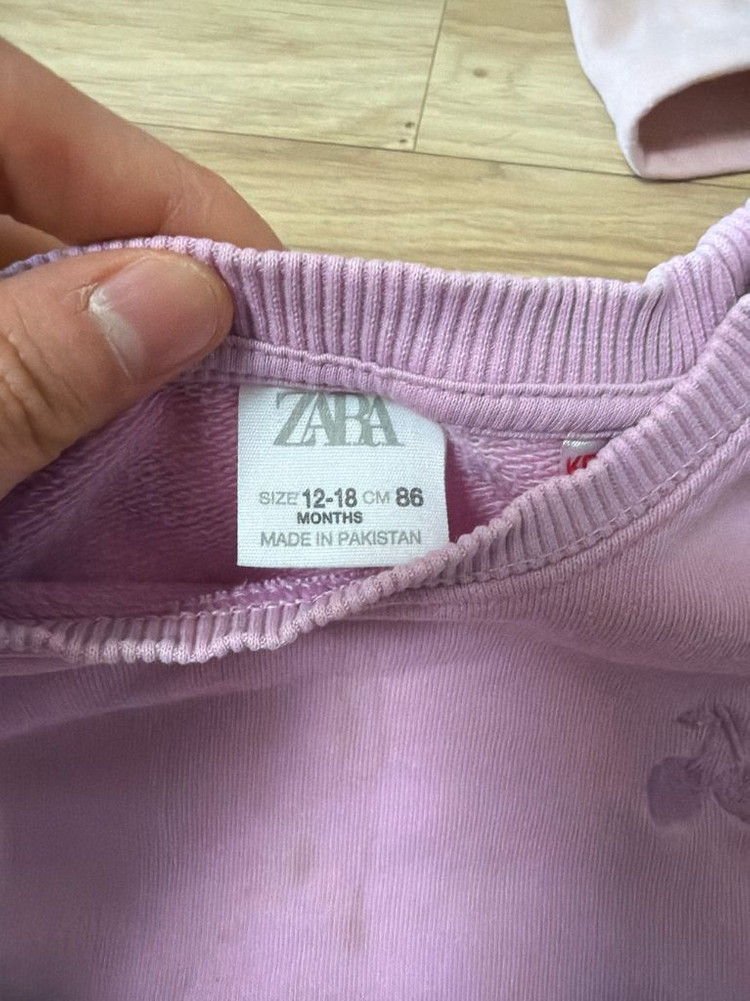 ZARA
SIZE 12-18 CM 86
MONTHS
MADE IN PAKISTAN